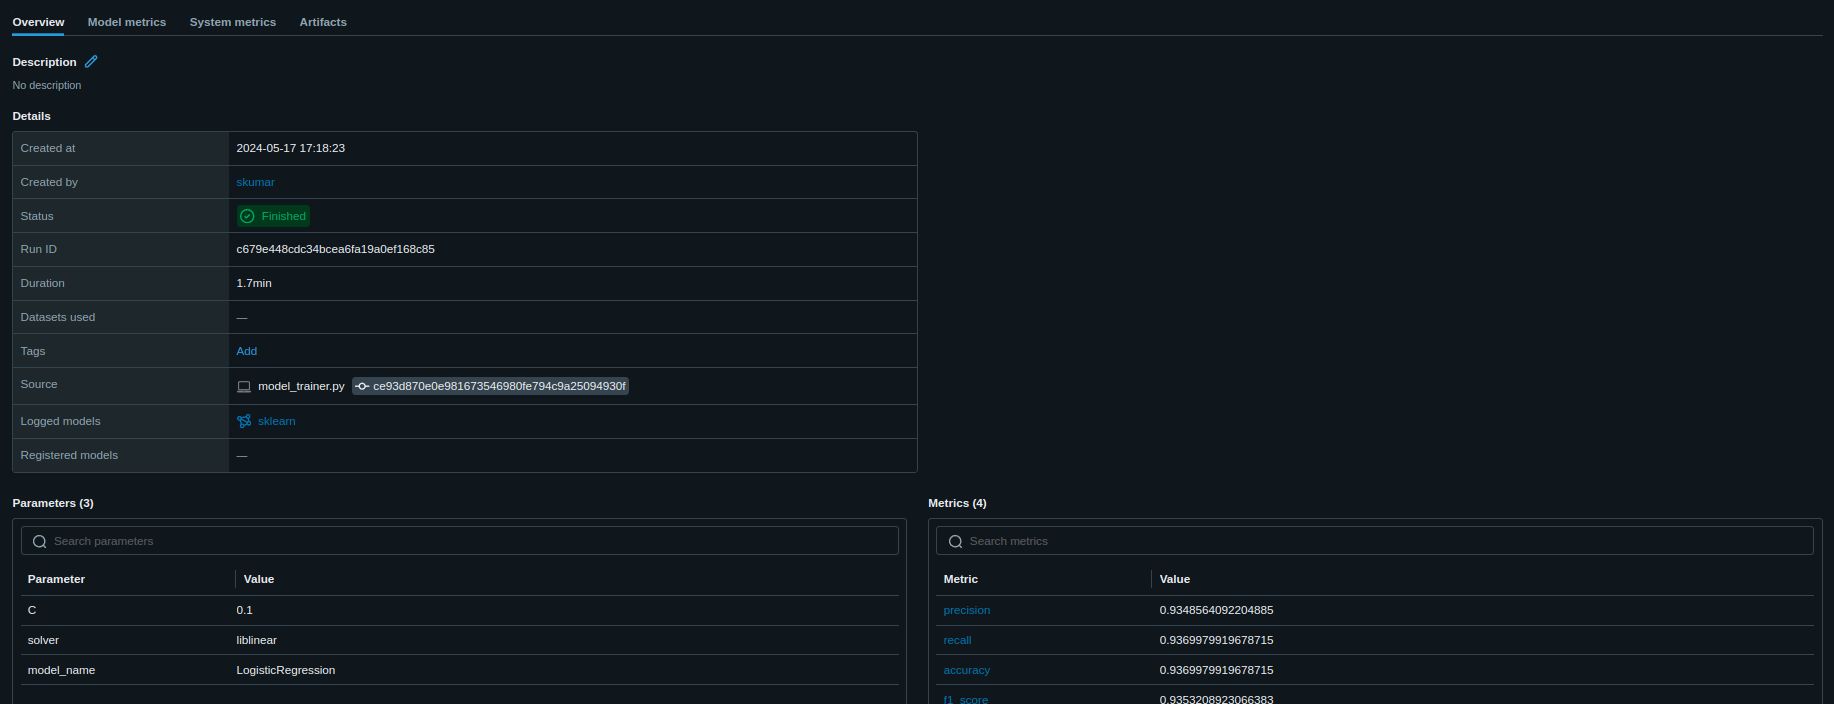 Overview Model metrics System metrics Artifacts
Description
No description
Details
Created at 2024-05-17 17:18:23
Created by skumar
Status Finished
Run ID c679e448cdc34bcea6fa19a0ef168c85
Duration 1.7min
Datasets used —
Tags Add
Source model_trainer.py ce93d870e0e981673546980fe794c9a25094930f
Logged models sklearn
Registered models —
Parameters (3)
Search parameters
Parameter Value
C 0.1
solver liblinear
model_name LogisticRegression
Metrics (4)
Search metrics
Metric Value
precision 0.9348564092204885
recall 0.9369979919678715
accuracy 0.9369979919678715
f1_score 0.9353208923066383